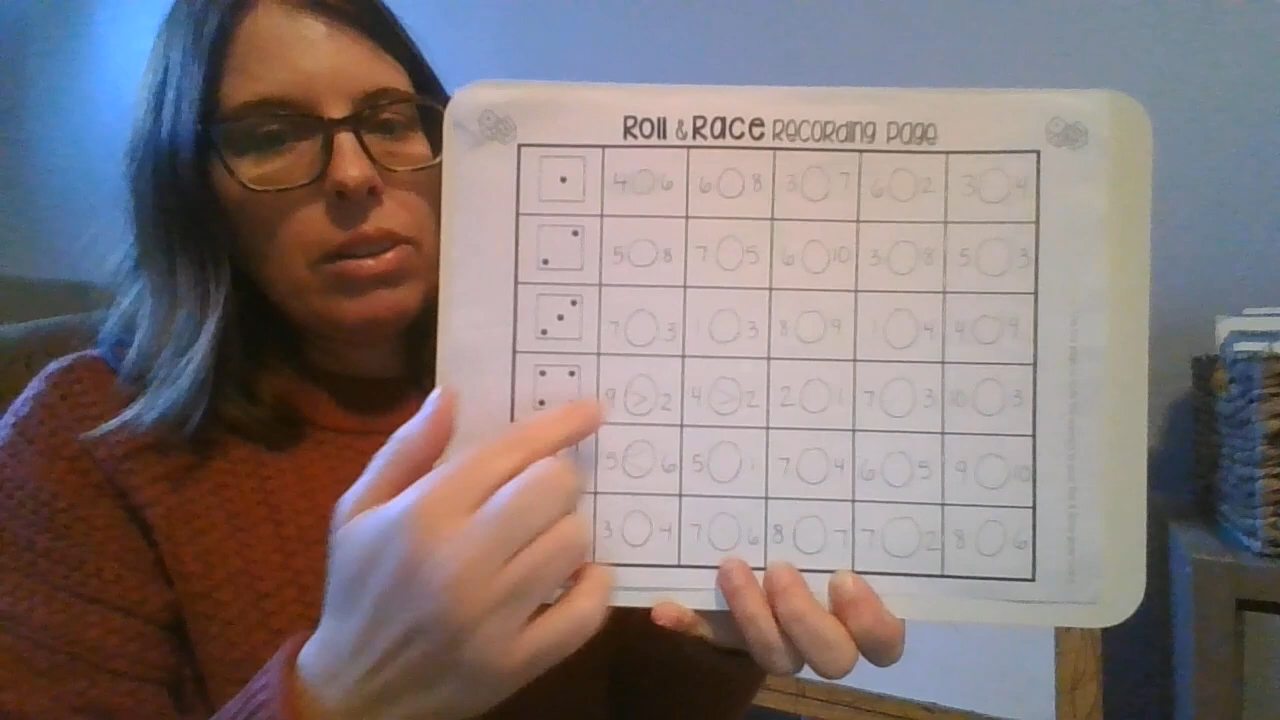 Roll & Race Recording Page
4 6 6 8 3 7 6 2 3 4
5 8 7 5 6 10 3 8 5 3
7 3 3 8 9 1 4 4 9
9 > 2 4 > 2 2 1 7 3 10 3
5 6 5 1 7 4 6 5 9 10
3 4 7 6 8 7 7 2 8 6